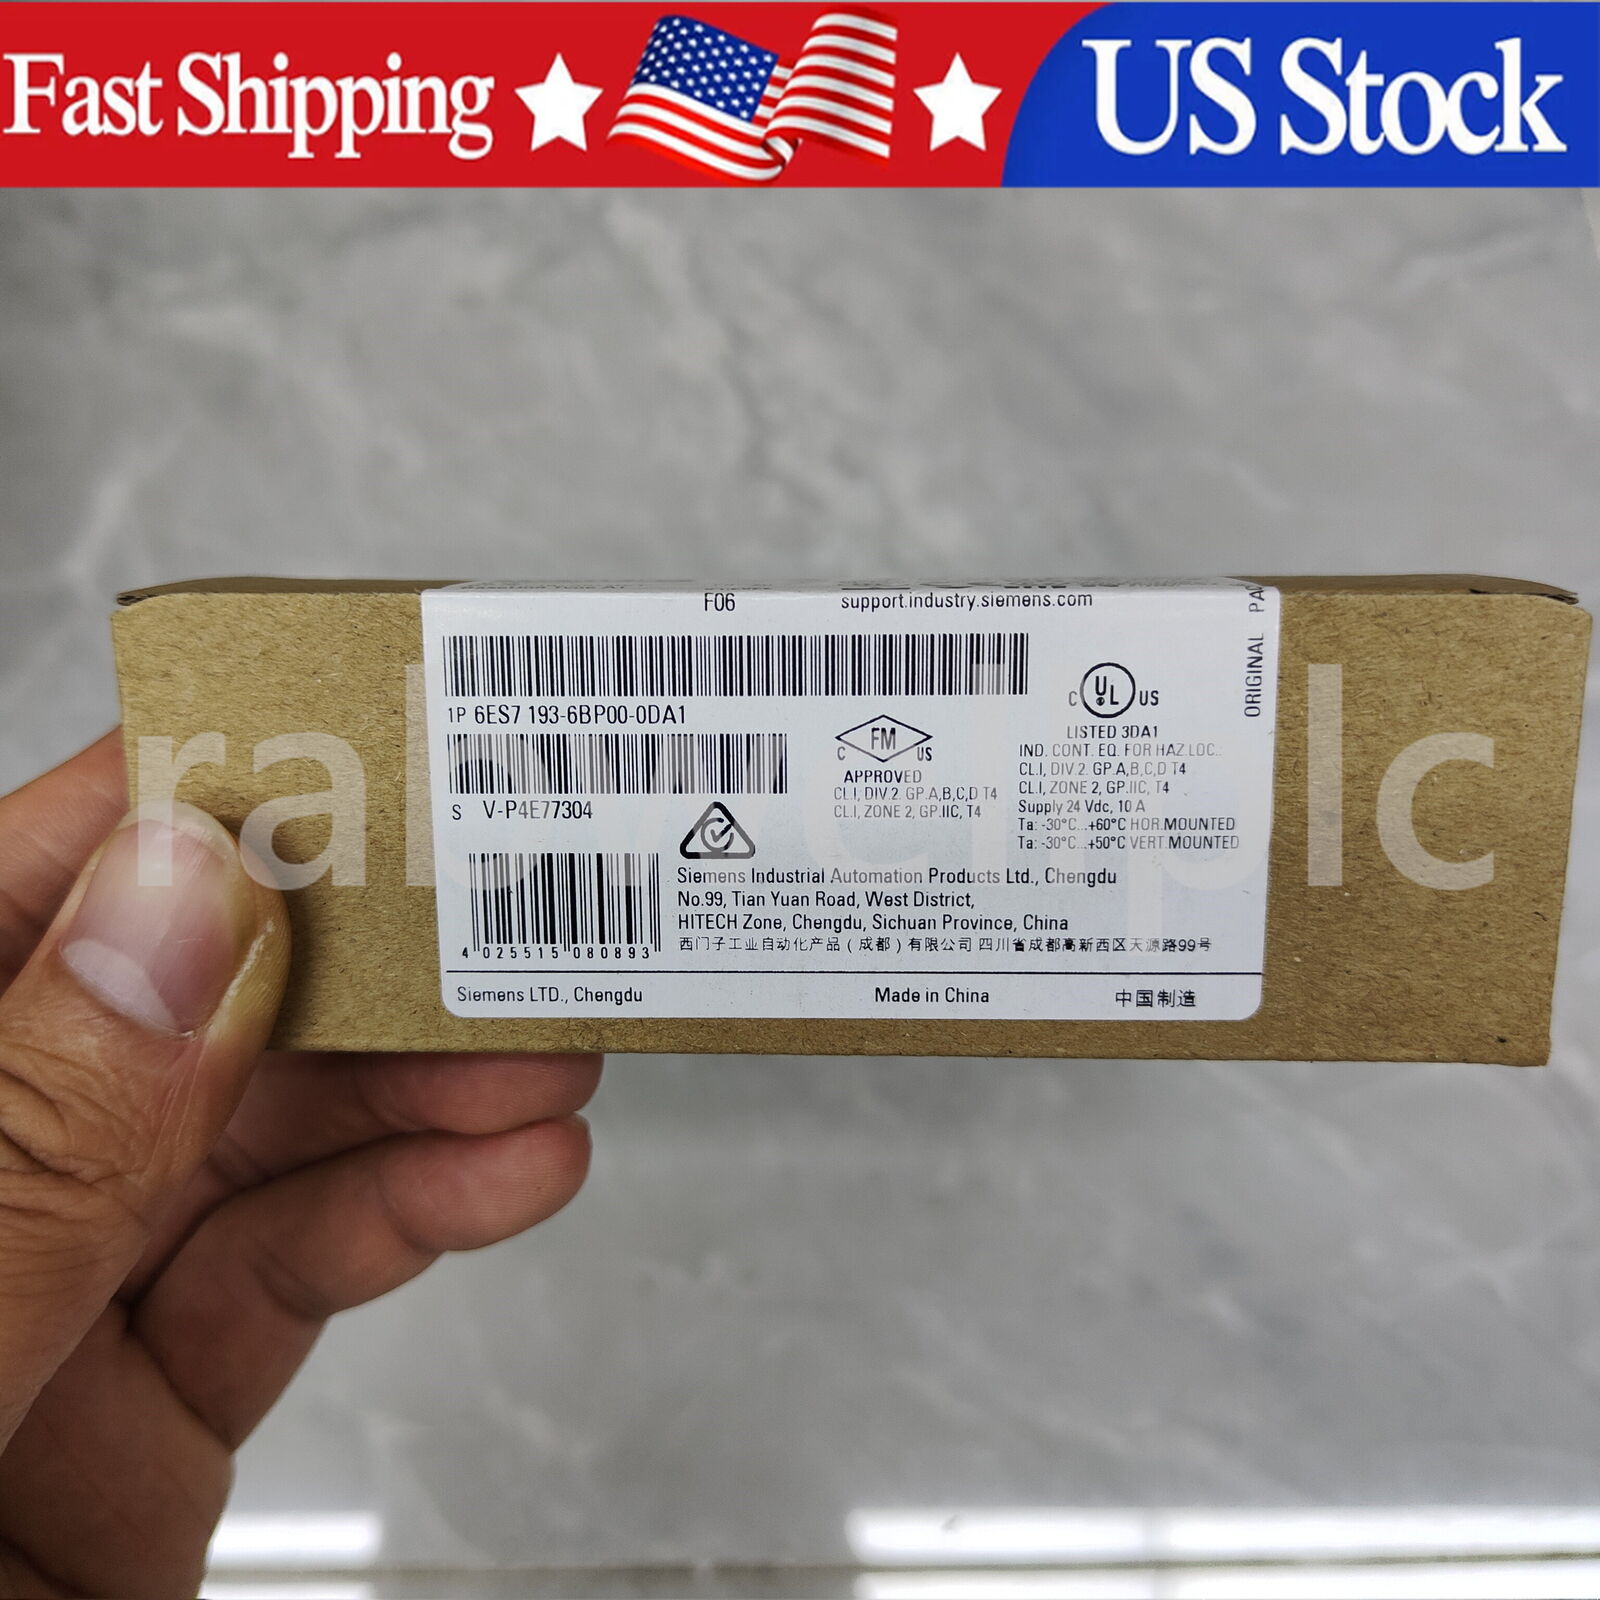 Fast Shipping
US Stock
F06
support.industry.siemens.com
ORIGINAL
1P 6ES7 193-6BP00-0DA1
S V-P4E77304
4 025515 080893
C FM US
APPROVED
CL.I, DIV.2. GP.A,B,C,D T4
CL.I, ZONE 2, GP.IIC, T4
C UL US
LISTED 3DA1
IND. CONT. EQ. FOR HAZ.LOC.:
CL.I, DIV.2. GP.A,B,C,D T4
CL.I, ZONE 2, GP.IIC, T4
Supply 24 Vdc, 10 A
Ta: -30°C...+60°C HOR.MOUNTED
Ta: -30°C...+50°C VERT.MOUNTED
Siemens Industrial Automation Products Ltd., Chengdu
No.99, Tian Yuan Road, West District,
HITECH Zone, Chengdu, Sichuan Province, China
西门子工业自动化产品(成都)有限公司 四川省成都高新西区天源路99号
Siemens LTD., Chengdu
Made in China
中国制造